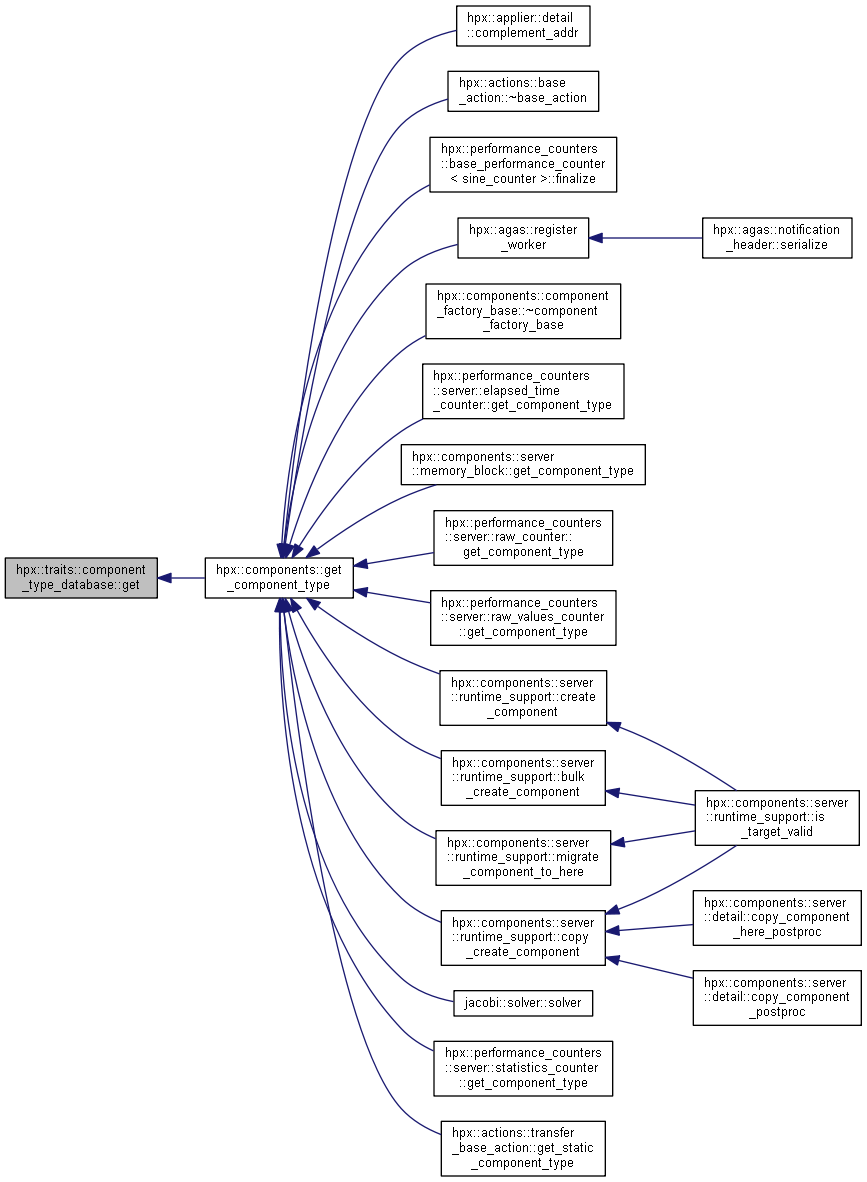 hpx::applier::detail
::complement_addr
hpx::actions::base
_action::~base_action
hpx::performance_counters
::base_performance_counter
< sine_counter >::finalize
hpx::agas::register
_worker
hpx::agas::notification
_header::serialize
hpx::components::component
_factory_base::~component
_factory_base
hpx::performance_counters
::server::elapsed_time
_counter::get_component_type
hpx::components::server
::memory_block::get_component_type
hpx::performance_counters
::server::raw_counter::
get_component_type
hpx::traits::component
_type_database::get
hpx::components::get
_component_type
hpx::performance_counters
::server::raw_values_counter
::get_component_type
hpx::components::server
::runtime_support::create
_component
hpx::components::server
::runtime_support::bulk
_create_component
hpx::components::server
::runtime_support::is
_target_valid
hpx::components::server
::runtime_support::migrate
_component_to_here
hpx::components::server
::runtime_support::copy
_create_component
hpx::components::server
::detail::copy_component
_here_postproc
hpx::components::server
::detail::copy_component
_postproc
jacobi::solver::solver
hpx::performance_counters
::server::statistics_counter
::get_component_type
hpx::actions::transfer
_base_action::get_static
_component_type